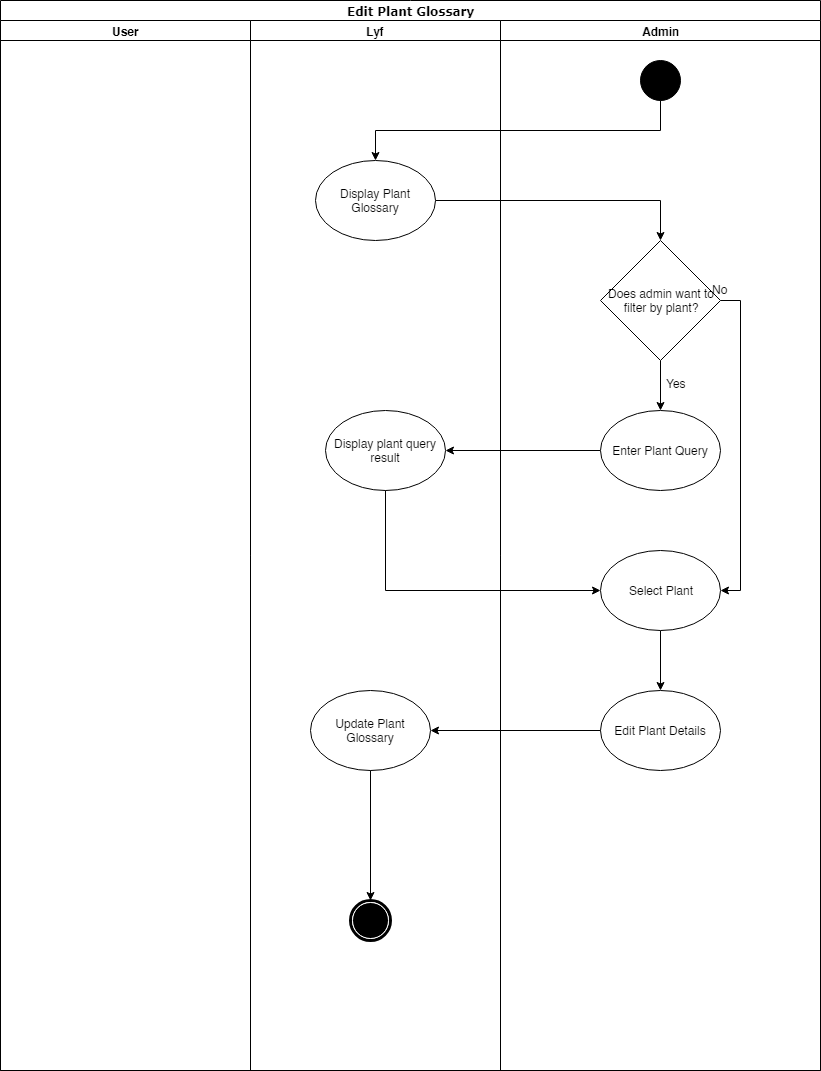 Edit Plant Glossary
User
Lyf
Admin
Display Plant
Glossary
Does admin want to
filter by plant?
No
Yes
Display plant query
result
Enter Plant Query
Select Plant
Update Plant
Glossary
Edit Plant Details